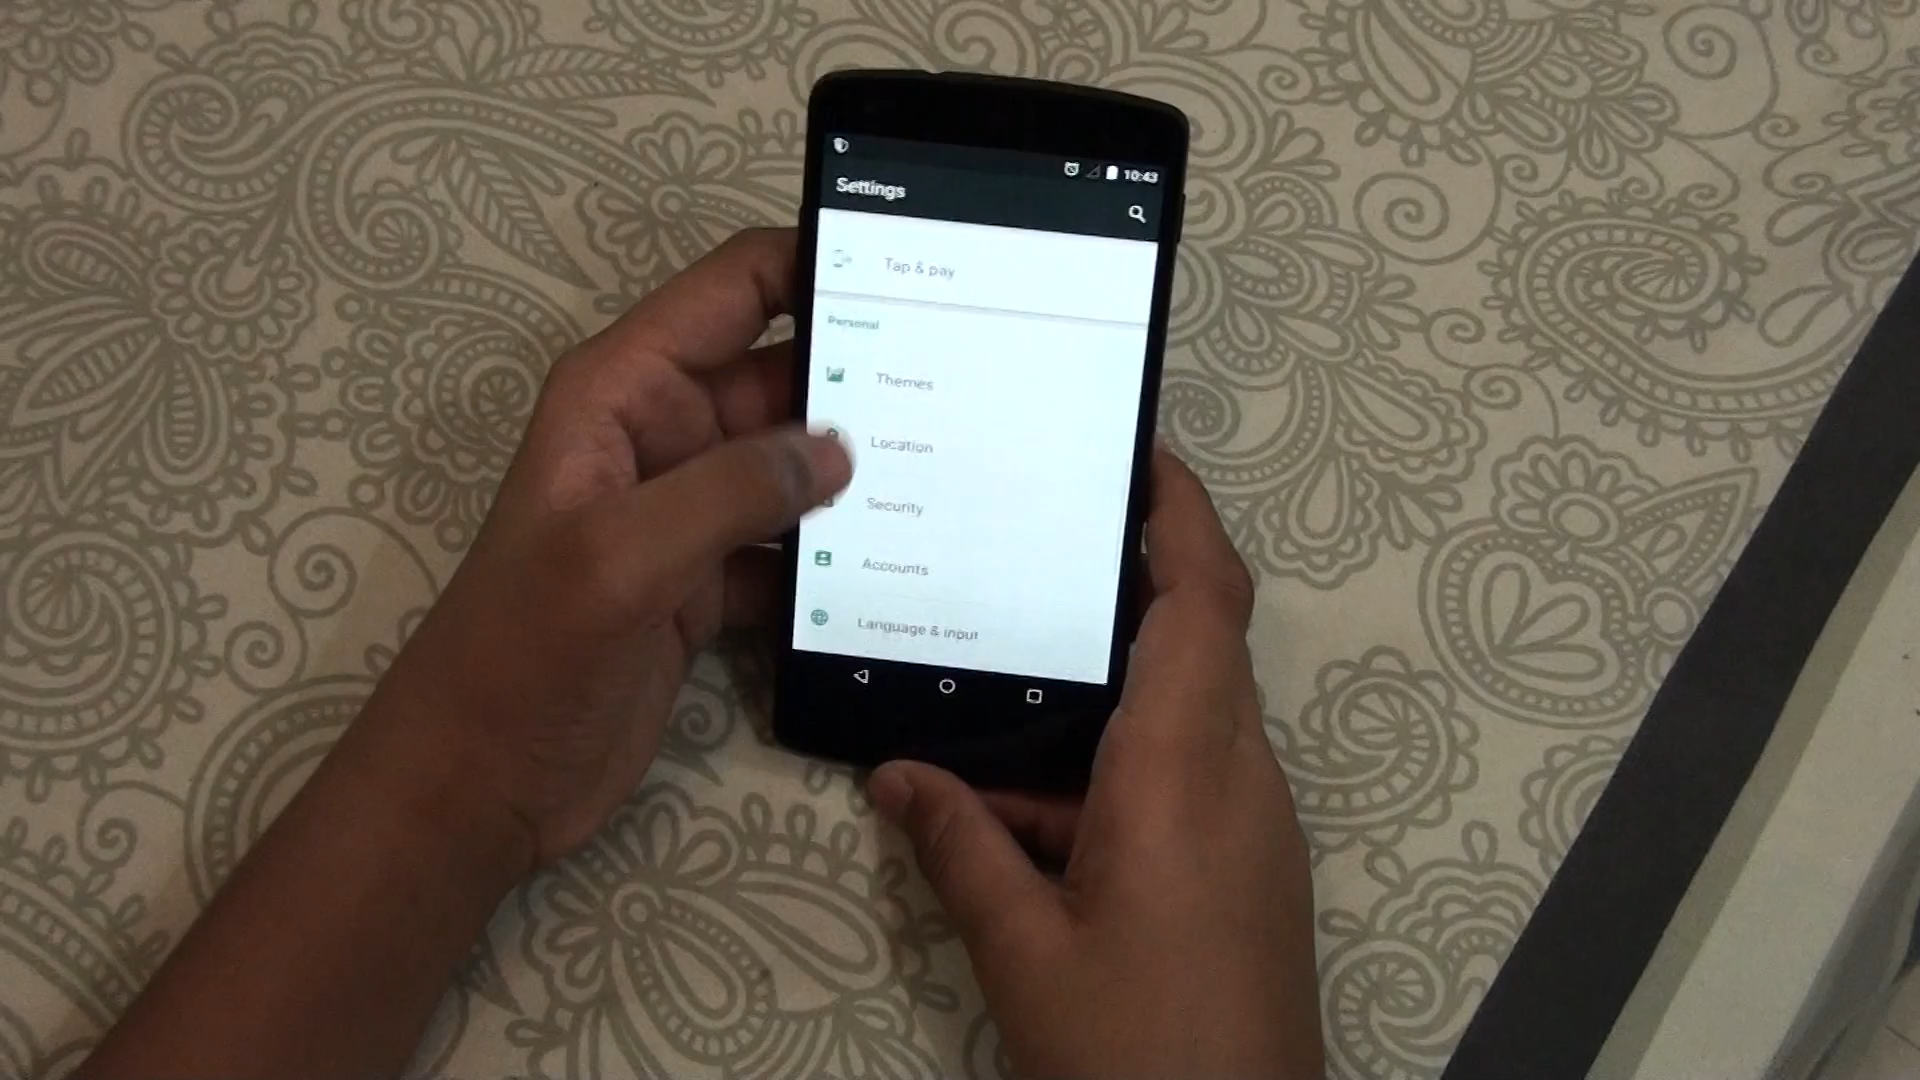 10:43
Settings
Tap & pay
Personal
Themes
Location
Security
Accounts
Language & input